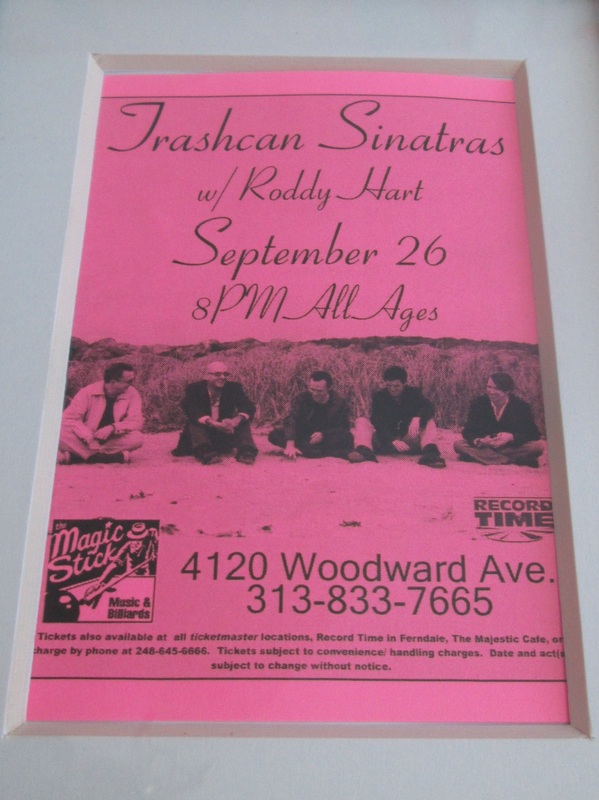 Trashcan Sinatras
w/ Roddy Hart
September 26
8PM All Ages
RECORD
TIME
the
Magic
Stick
Music &
Billiards
4120 Woodward Ave.
313-833-7665
Tickets also available at all ticketmaster locations, Record Time in Ferndale, The Majestic Cafe, or
charge by phone at 248-645-6666. Tickets subject to convenience/ handling charges. Date and act(s
subject to change without notice.